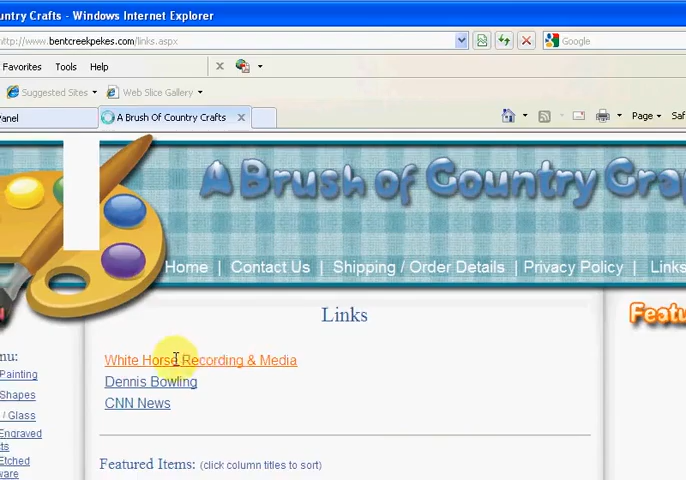 untry Crafts - Windows Internet Explorer
http://www.bentcreekpekes.com/links.aspx
Google
Favorites Tools Help
Suggested Sites Web Slice Gallery
Panel A Brush Of Country Crafts Page Saf
A Brush of Country Cra
Home | Contact Us | Shipping / Order Details | Privacy Policy | Links
Links
Featu
White Horse Recording & Media
Dennis Bowling
CNN News
nu:
Painting
Shapes
/ Glass
Engraved
ts
Etched
ware
Featured Items: (click column titles to sort)